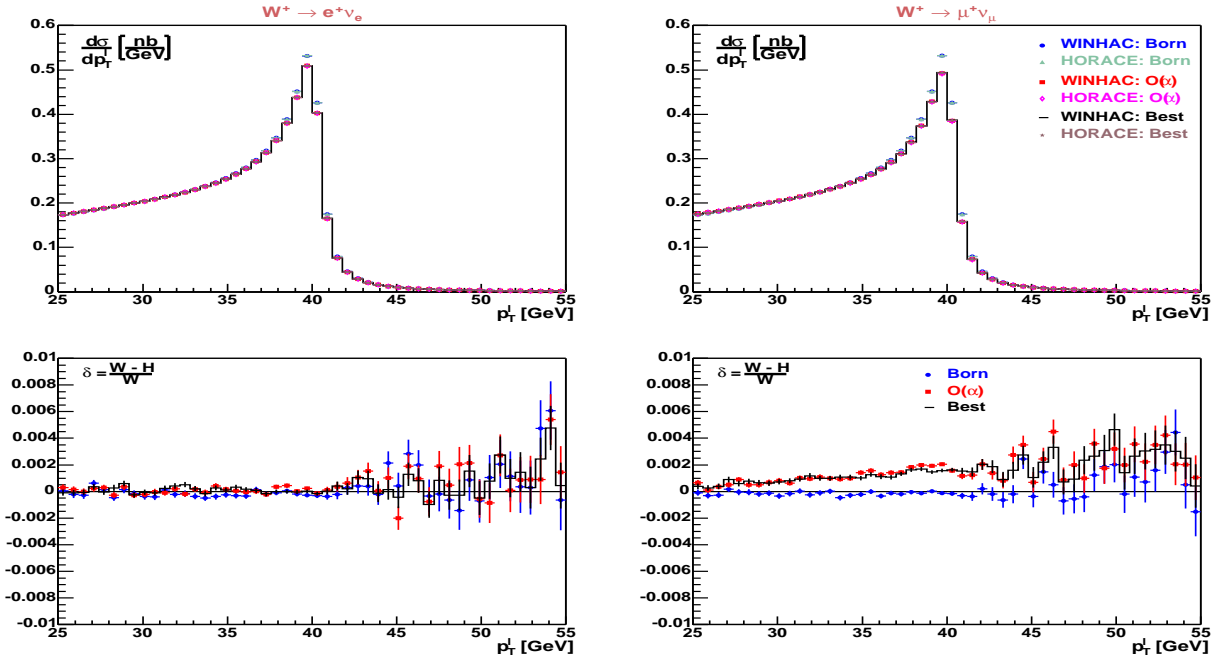 W⁺ → e⁺νₑ
dσ/dp_T^l [nb/GeV]
0.6
0.5
0.4
0.3
0.2
0.1
0
25 30 35 40 45 50 55
p_T^l [GeV]
W⁺ → μ⁺ν_μ
dσ/dp_T^l [nb/GeV]
WINHAC: Born
HORACE: Born
WINHAC: O(α)
HORACE: O(α)
WINHAC: Best
HORACE: Best
0.6
0.5
0.4
0.3
0.2
0.1
0
25 30 35 40 45 50 55
p_T^l [GeV]
δ = W - H / W
0.01
0.008
0.006
0.004
0.002
0
-0.002
-0.004
-0.006
-0.008
-0.01
25 30 35 40 45 50 55
p_T^l [GeV]
δ = W - H / W
Born
O(α)
Best
0.01
0.008
0.006
0.004
0.002
0
-0.002
-0.004
-0.006
-0.008
-0.01
25 30 35 40 45 50 55
p_T^l [GeV]